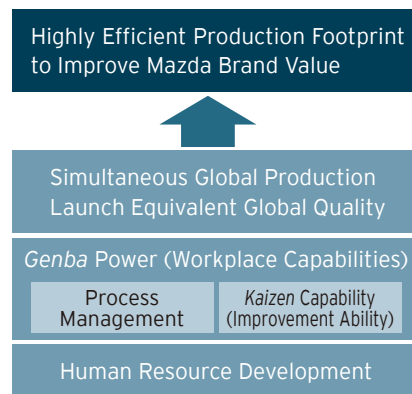 Highly Efficient Production Footprint
to Improve Mazda Brand Value
Simultaneous Global Production
Launch Equivalent Global Quality
Genba Power (Workplace Capabilities)
Process
Management
Kaizen Capability
(Improvement Ability)
Human Resource Development